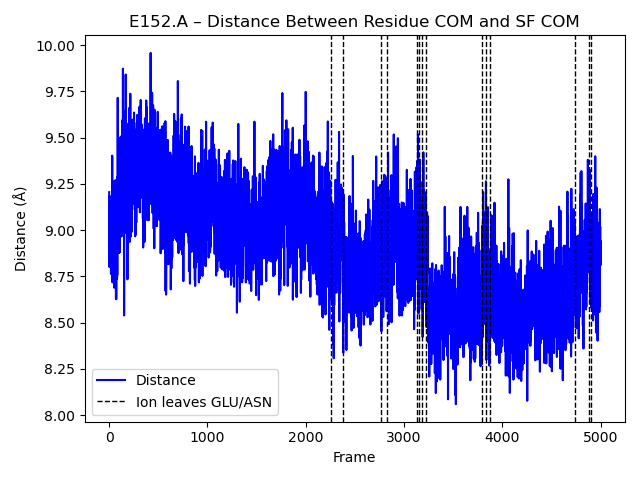 E152.A – Distance Between Residue COM and SF COM
10.00
9.75
9.50
9.25
9.00
8.75
8.50
8.25
8.00
Distance (Å)
Distance
Ion leaves GLU/ASN
0 1000 2000 3000 4000 5000
Frame